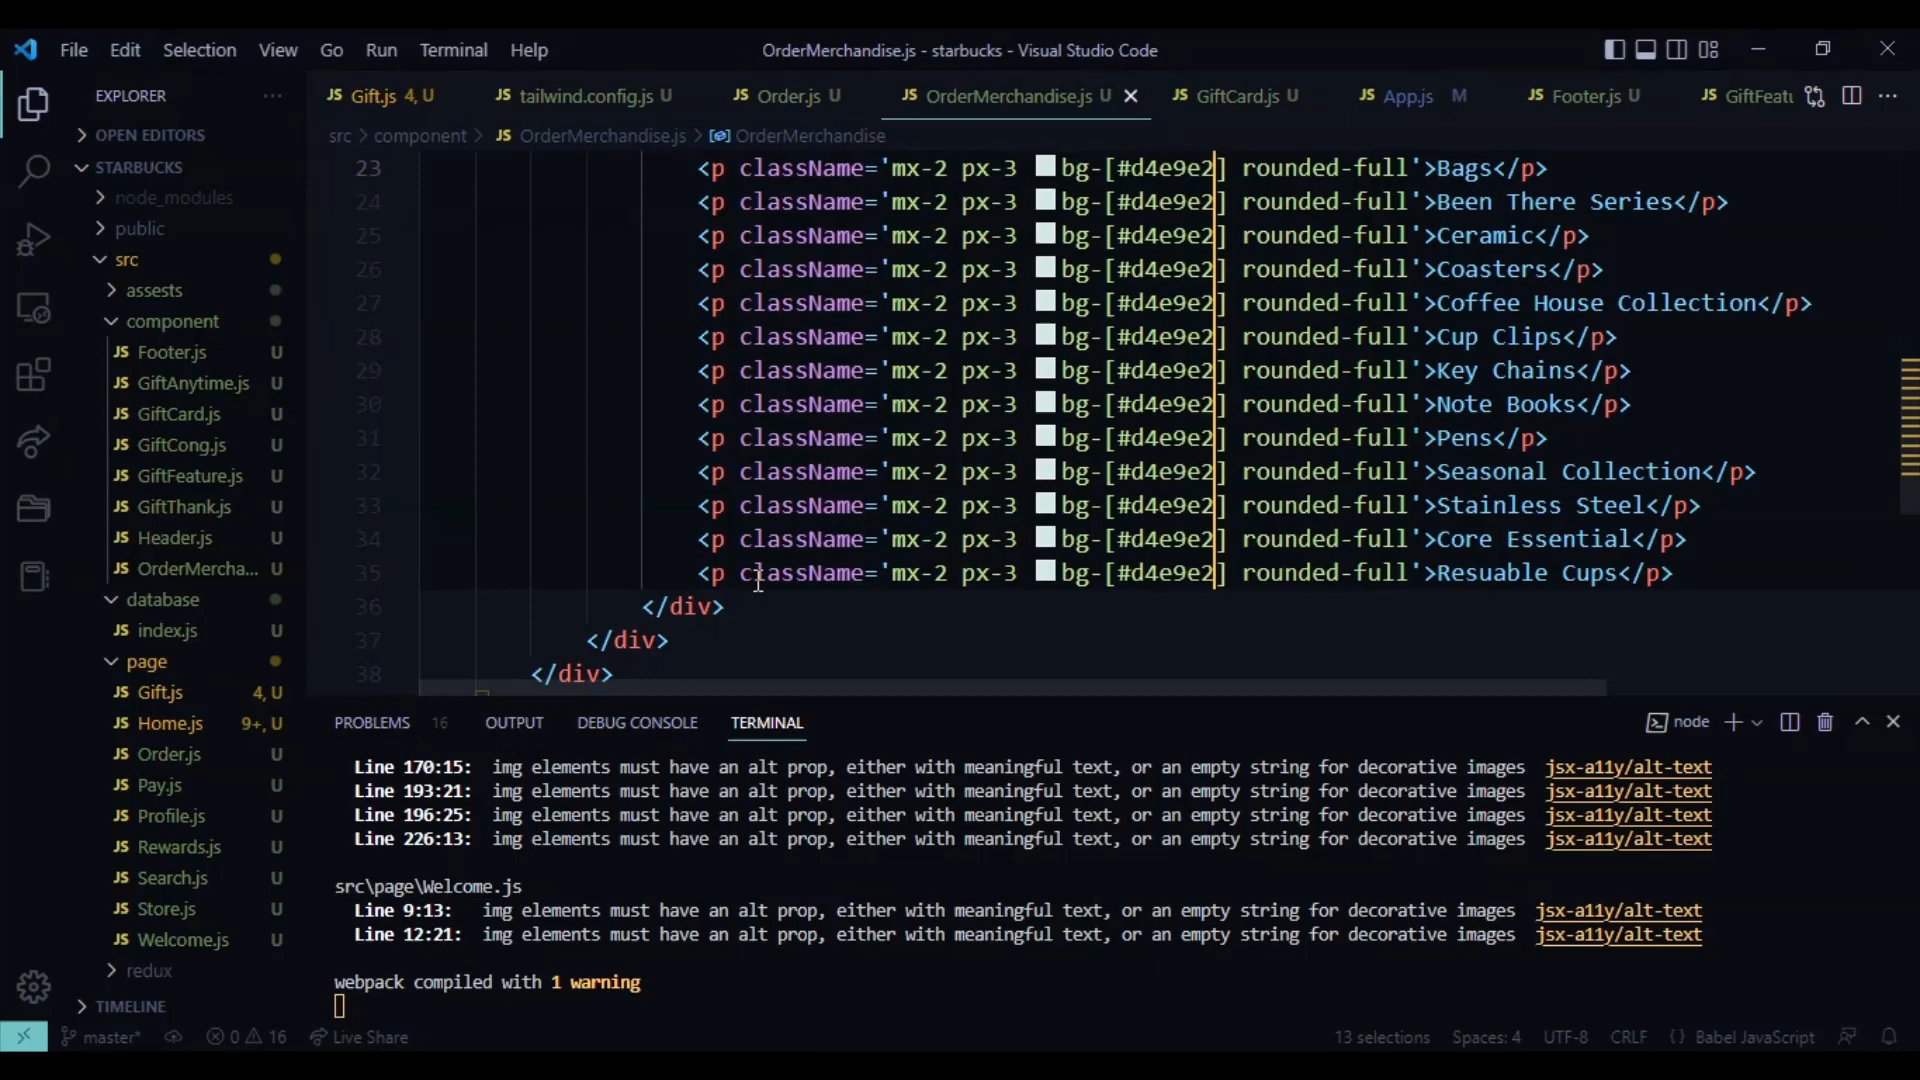 File Edit Selection View Go Run Terminal Help
OrderMerchandise.js - starbucks - Visual Studio Code
EXPLORER
OPEN EDITORS
STARBUCKS
node_modules
public
src
assests
component
JS Footer.js U
JS GiftAnytime.js U
JS GiftCard.js U
JS GiftCong.js U
JS GiftFeature.js U
JS GiftThank.js U
JS Header.js U
JS OrderMercha... U
database
JS index.js U
page
JS Gift.js 4, U
JS Home.js 9+, U
JS Order.js U
JS Pay.js U
JS Profile.js U
JS Rewards.js U
JS Search.js U
JS Store.js U
JS Welcome.js U
redux
TIMELINE
JS Gift.js 4, U JS tailwind.config.js U JS Order.js U JS OrderMerchandise.js U JS GiftCard.js U JS App.js M JS Footer.js U JS GiftFeatu
src > component > JS OrderMerchandise.js > OrderMerchandise
23 <p className='mx-2 px-3 bg-[#d4e9e2] rounded-full'>Bags</p>
24 <p className='mx-2 px-3 bg-[#d4e9e2] rounded-full'>Been There Series</p>
25 <p className='mx-2 px-3 bg-[#d4e9e2] rounded-full'>Ceramic</p>
26 <p className='mx-2 px-3 bg-[#d4e9e2] rounded-full'>Coasters</p>
27 <p className='mx-2 px-3 bg-[#d4e9e2] rounded-full'>Coffee House Collection</p>
28 <p className='mx-2 px-3 bg-[#d4e9e2] rounded-full'>Cup Clips</p>
29 <p className='mx-2 px-3 bg-[#d4e9e2] rounded-full'>Key Chains</p>
30 <p className='mx-2 px-3 bg-[#d4e9e2] rounded-full'>Note Books</p>
31 <p className='mx-2 px-3 bg-[#d4e9e2] rounded-full'>Pens</p>
32 <p className='mx-2 px-3 bg-[#d4e9e2] rounded-full'>Seasonal Collection</p>
33 <p className='mx-2 px-3 bg-[#d4e9e2] rounded-full'>Stainless Steel</p>
34 <p className='mx-2 px-3 bg-[#d4e9e2] rounded-full'>Core Essential</p>
35 <p className='mx-2 px-3 bg-[#d4e9e2] rounded-full'>Resuable Cups</p>
36 </div>
37 </div>
38 </div>
PROBLEMS 16 OUTPUT DEBUG CONSOLE TERMINAL node
Line 170:15: img elements must have an alt prop, either with meaningful text, or an empty string for decorative images jsx-a11y/alt-text
Line 193:21: img elements must have an alt prop, either with meaningful text, or an empty string for decorative images jsx-a11y/alt-text
Line 196:25: img elements must have an alt prop, either with meaningful text, or an empty string for decorative images jsx-a11y/alt-text
Line 226:13: img elements must have an alt prop, either with meaningful text, or an empty string for decorative images jsx-a11y/alt-text
src\page\Welcome.js
Line 9:13: img elements must have an alt prop, either with meaningful text, or an empty string for decorative images jsx-a11y/alt-text
Line 12:21: img elements must have an alt prop, either with meaningful text, or an empty string for decorative images jsx-a11y/alt-text
webpack compiled with 1 warning
master* 0 16 Live Share 13 selections Spaces: 4 UTF-8 CRLF {} Babel JavaScript